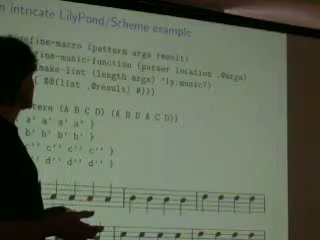 n intricate LilyPond/Scheme example
define-macro (pattern args result)
fine-music-function (parser location ,@args)
make-list (length args) 'ly:music?)
{ $@(list ,@result) #}))
tern (A B C D) (A B D A C D))
a' a' a' a' }
b' b' b' b' }
c'' c'' c'' c'' }
d'' d'' d'' }